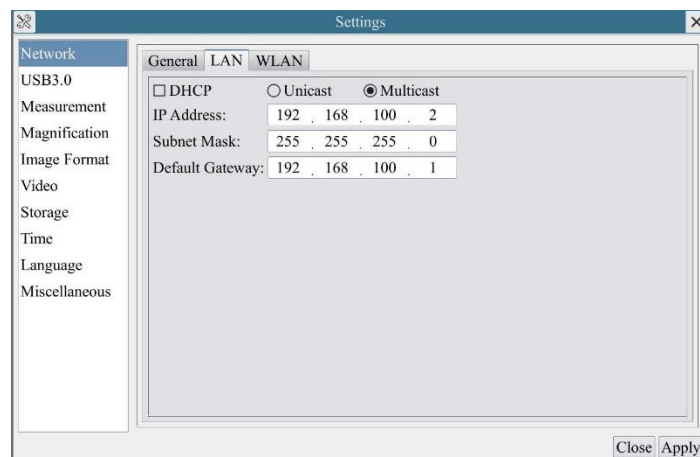 Settings
Network
USB3.0
Measurement
Magnification
Image Format
Video
Storage
Time
Language
Miscellaneous
General LAN WLAN
DHCP Unicast Multicast
IP Address: 192 . 168 . 100 . 2
Subnet Mask: 255 . 255 . 255 . 0
Default Gateway: 192 . 168 . 100 . 1
Close Apply